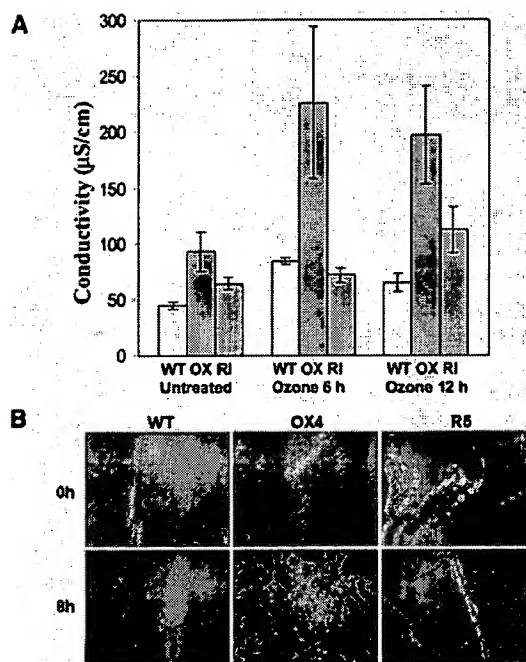 A
300
250
200
150
100
50
0
Conductivity (µS/cm)
WT OX RI WT OX RI WT OX RI
Untreated Ozone 6 h Ozone 12 h
B
WT OX4 R5
0h
8h